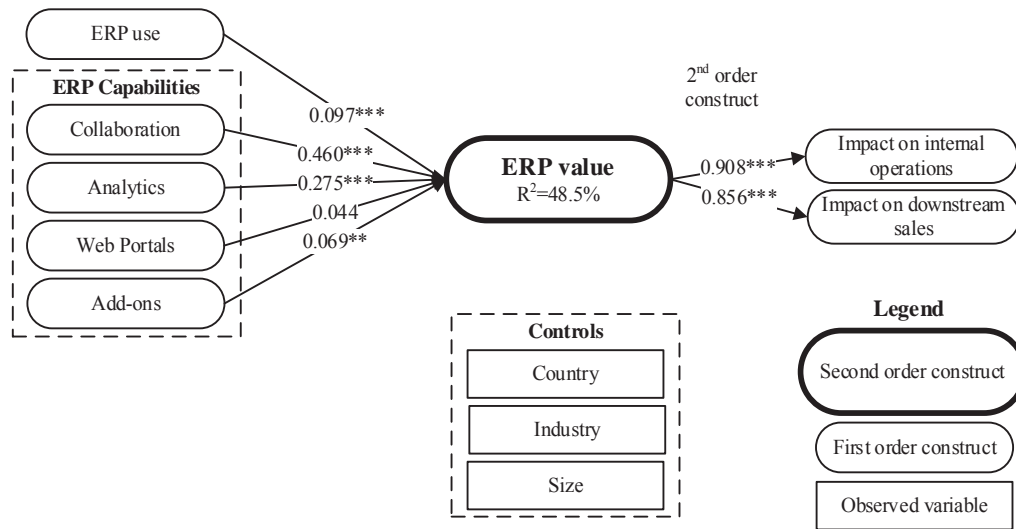 ERP use
ERP Capabilities
Collaboration
Analytics
Web Portals
Add-ons
0.097***
0.460***
0.275***
0.044
0.069**
ERP value
R²=48.5%
2nd order
construct
0.908***
0.856***
Impact on internal
operations
Impact on downstream
sales
Controls
Country
Industry
Size
Legend
Second order construct
First order construct
Observed variable